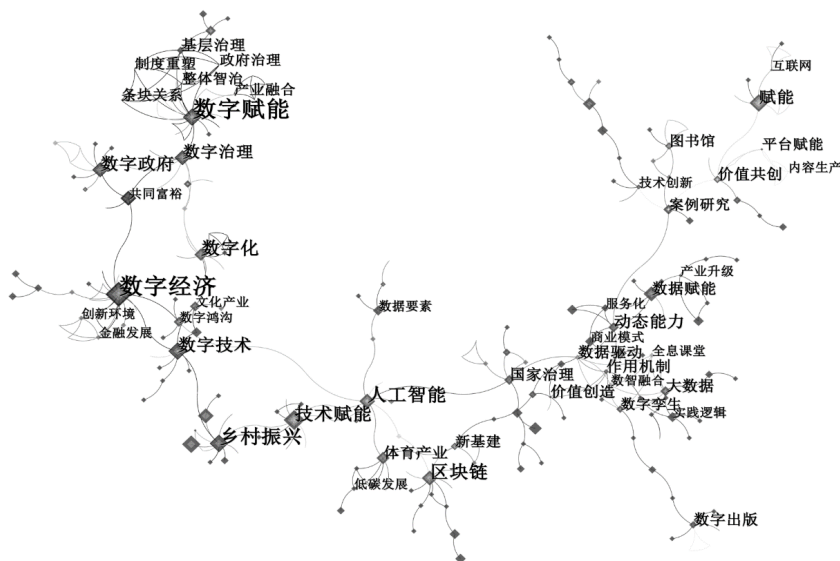 基层治理
制度重塑
政府治理
整体智治
条块关系
产业融合
数字赋能
数字政府
数字治理
共同富裕
数字化
数字经济
创新环境
文化产业
数字鸿沟
金融发展
数字技术
乡村振兴
技术赋能
人工智能
数据要素
体育产业
低碳发展
区块链
新基建
国家治理
价值创造
互联网
赋能
图书馆
平台赋能
内容生产
价值共创
技术创新
案例研究
产业升级
数据赋能
服务化
动态能力
商业模式
数据驱动
全息课堂
作用机制
数智融合
大数据
数字孪生
实践逻辑
数字出版